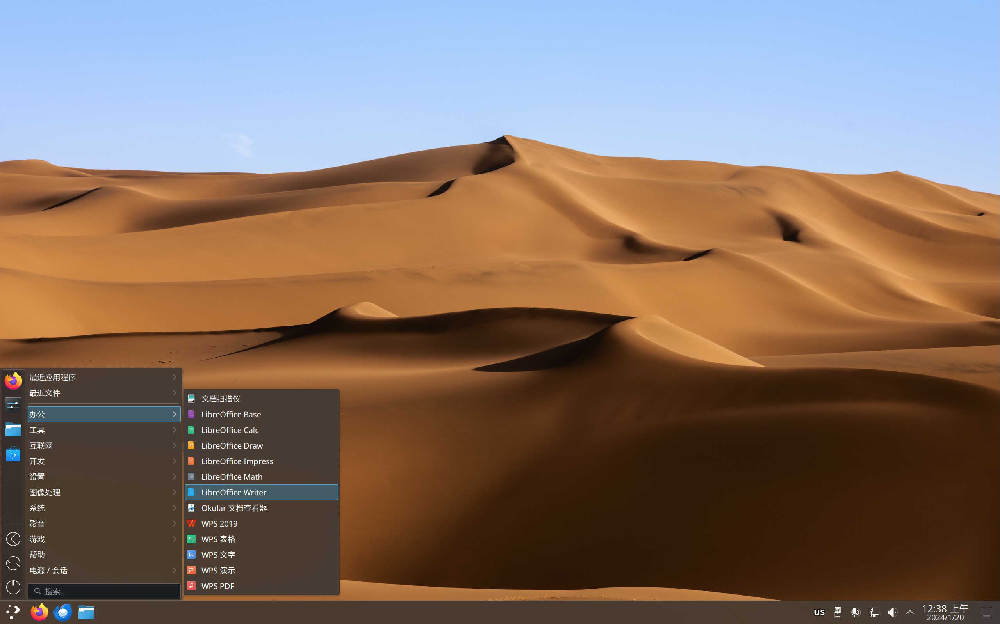 最近应用程序
最近文件
办公
工具
互联网
开发
设置
图像处理
系统
影音
游戏
帮助
电源 / 会话
搜索...
文档扫描仪
LibreOffice Base
LibreOffice Calc
LibreOffice Draw
LibreOffice Impress
LibreOffice Math
LibreOffice Writer
Okular 文档查看器
WPS 2019
WPS 表格
WPS 文字
WPS 演示
WPS PDF
us
12:38 上午
2024/1/20